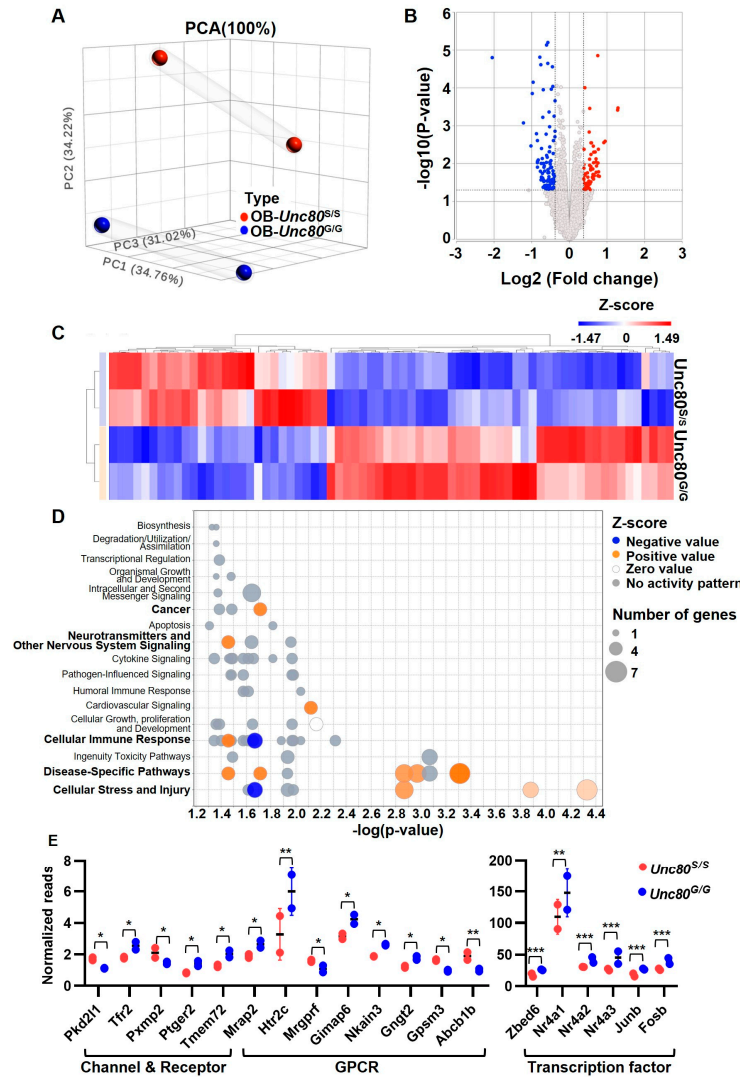 A
PCA(100%)
PC2 (34.22%)
PC3 (31.02%)
PC1 (34.76%)
Type
OB-Unc80S/S
OB-Unc80G/G
B
-log10(P-value)
6
5
4
3
2
1
0
-3
-2
-1
0
1
2
3
Log2 (Fold change)
C
Z-score
-1.47
0
1.49
Unc80S/S
Unc80G/G
D
Biosynthesis
Degradation/Utilization/
Assimilation
Transcriptional Regulation
Organismal Growth
and Development
Intracellular and Second
Messenger Signaling
Cancer
Apoptosis
Neurotransmitters and
Other Nervous System Signaling
Cytokine Signaling
Pathogen-Influenced Signaling
Humoral Immune Response
Cardiovascular Signaling
Cellular Growth, proliferation
and Development
Cellular Immune Response
Ingenuity Toxicity Pathways
Disease-Specific Pathways
Cellular Stress and Injury
1.2 1.4 1.6 1.8 2.0 2.2 2.4 2.6 2.8 3.0 3.2 3.4 3.6 3.8 4.0 4.2 4.4
-log(p-value)
Z-score
Negative value
Positive value
Zero value
No activity pattern
Number of genes
1
4
7
E
Normalized reads
8
6
4
2
0
* * * * * * ** * * * * * **
Pkd2l1
Tfr2
Pxmp2
Ptger2
Tmem72
Mrap2
Htr2c
Mrgprf
Gimap6
Nkain3
Gngt2
Gpsm3
Abcb1b
Channel & Receptor
GPCR
200
150
100
50
0
*** ** *** *** *** ***
Zbed6
Nr4a1
Nr4a2
Nr4a3
Junb
Fosb
Transcription factor
Unc80S/S
Unc80G/G